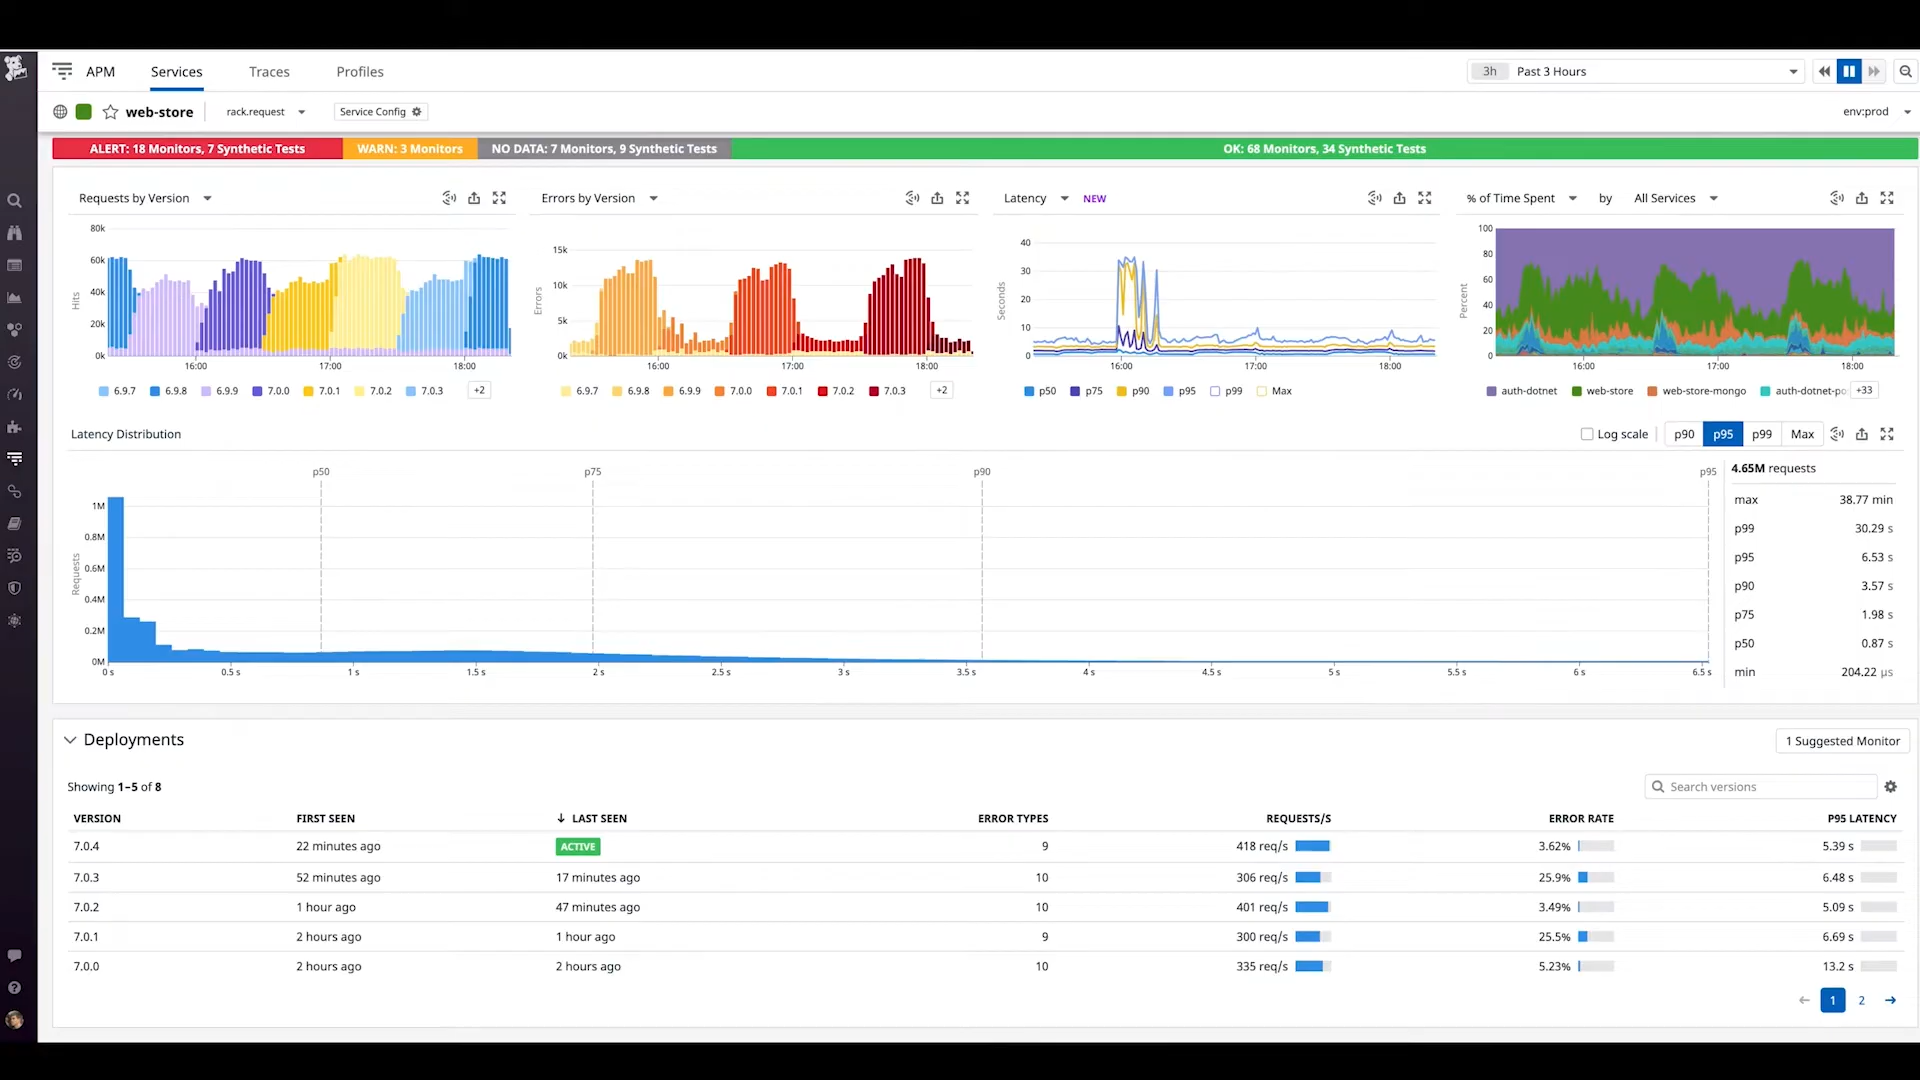 APM Services Traces Profiles 3h Past 3 Hours
web-store rack.request Service Config env:prod
ALERT: 18 Monitors, 7 Synthetic Tests WARN: 3 Monitors NO DATA: 7 Monitors, 9 Synthetic Tests OK: 68 Monitors, 34 Synthetic Tests
Requests by Version
80k
60k
40k
20k
0k
Hits
16:00 17:00 18:00
6.9.7 6.9.8 6.9.9 7.0.0 7.0.1 7.0.2 7.0.3 +2
Errors by Version
15k
10k
5k
0k
Errors
16:00 17:00 18:00
6.9.7 6.9.8 6.9.9 7.0.0 7.0.1 7.0.2 7.0.3 +2
Latency NEW
40
30
20
10
0
Seconds
16:00 17:00 18:00
p50 p75 p90 p95 p99 Max
% of Time Spent by All Services
100
80
60
40
20
0
Percent
16:00 17:00 18:00
auth-dotnet web-store web-store-mongo auth-dotnet-po +33
Latency Distribution Log scale p90 p95 p99 Max
p50 p75 p90 p95
1M
0.8M
0.6M
0.4M
0.2M
0M
Requests
0 s 0.5 s 1 s 1.5 s 2 s 2.5 s 3 s 3.5 s 4 s 4.5 s 5 s 5.5 s 6 s 6.5 s
4.65M requests
max 38.77 min
p99 30.29 s
p95 6.53 s
p90 3.57 s
p75 1.98 s
p50 0.87 s
min 204.22 µs
Deployments 1 Suggested Monitor
Showing 1–5 of 8 Search versions
VERSION FIRST SEEN LAST SEEN ERROR TYPES REQUESTS/S ERROR RATE P95 LATENCY
7.0.4 22 minutes ago ACTIVE 9 418 req/s 3.62% 5.39 s
7.0.3 52 minutes ago 17 minutes ago 10 306 req/s 25.9% 6.48 s
7.0.2 1 hour ago 47 minutes ago 10 401 req/s 3.49% 5.09 s
7.0.1 2 hours ago 1 hour ago 9 300 req/s 25.5% 6.69 s
7.0.0 2 hours ago 2 hours ago 10 335 req/s 5.23% 13.2 s
1 2